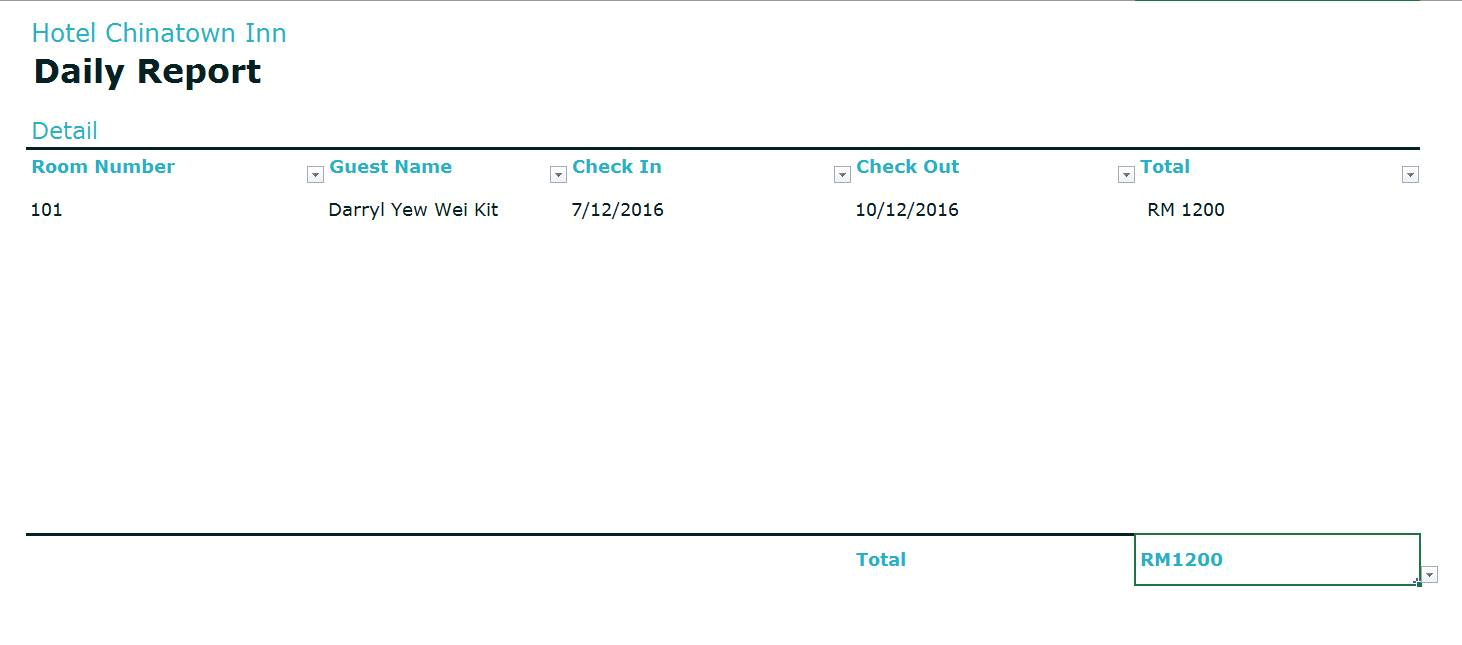 Hotel Chinatown Inn
Daily Report
Detail
Room Number Guest Name Check In Check Out Total
101 Darryl Yew Wei Kit 7/12/2016 10/12/2016 RM 1200
Total RM1200